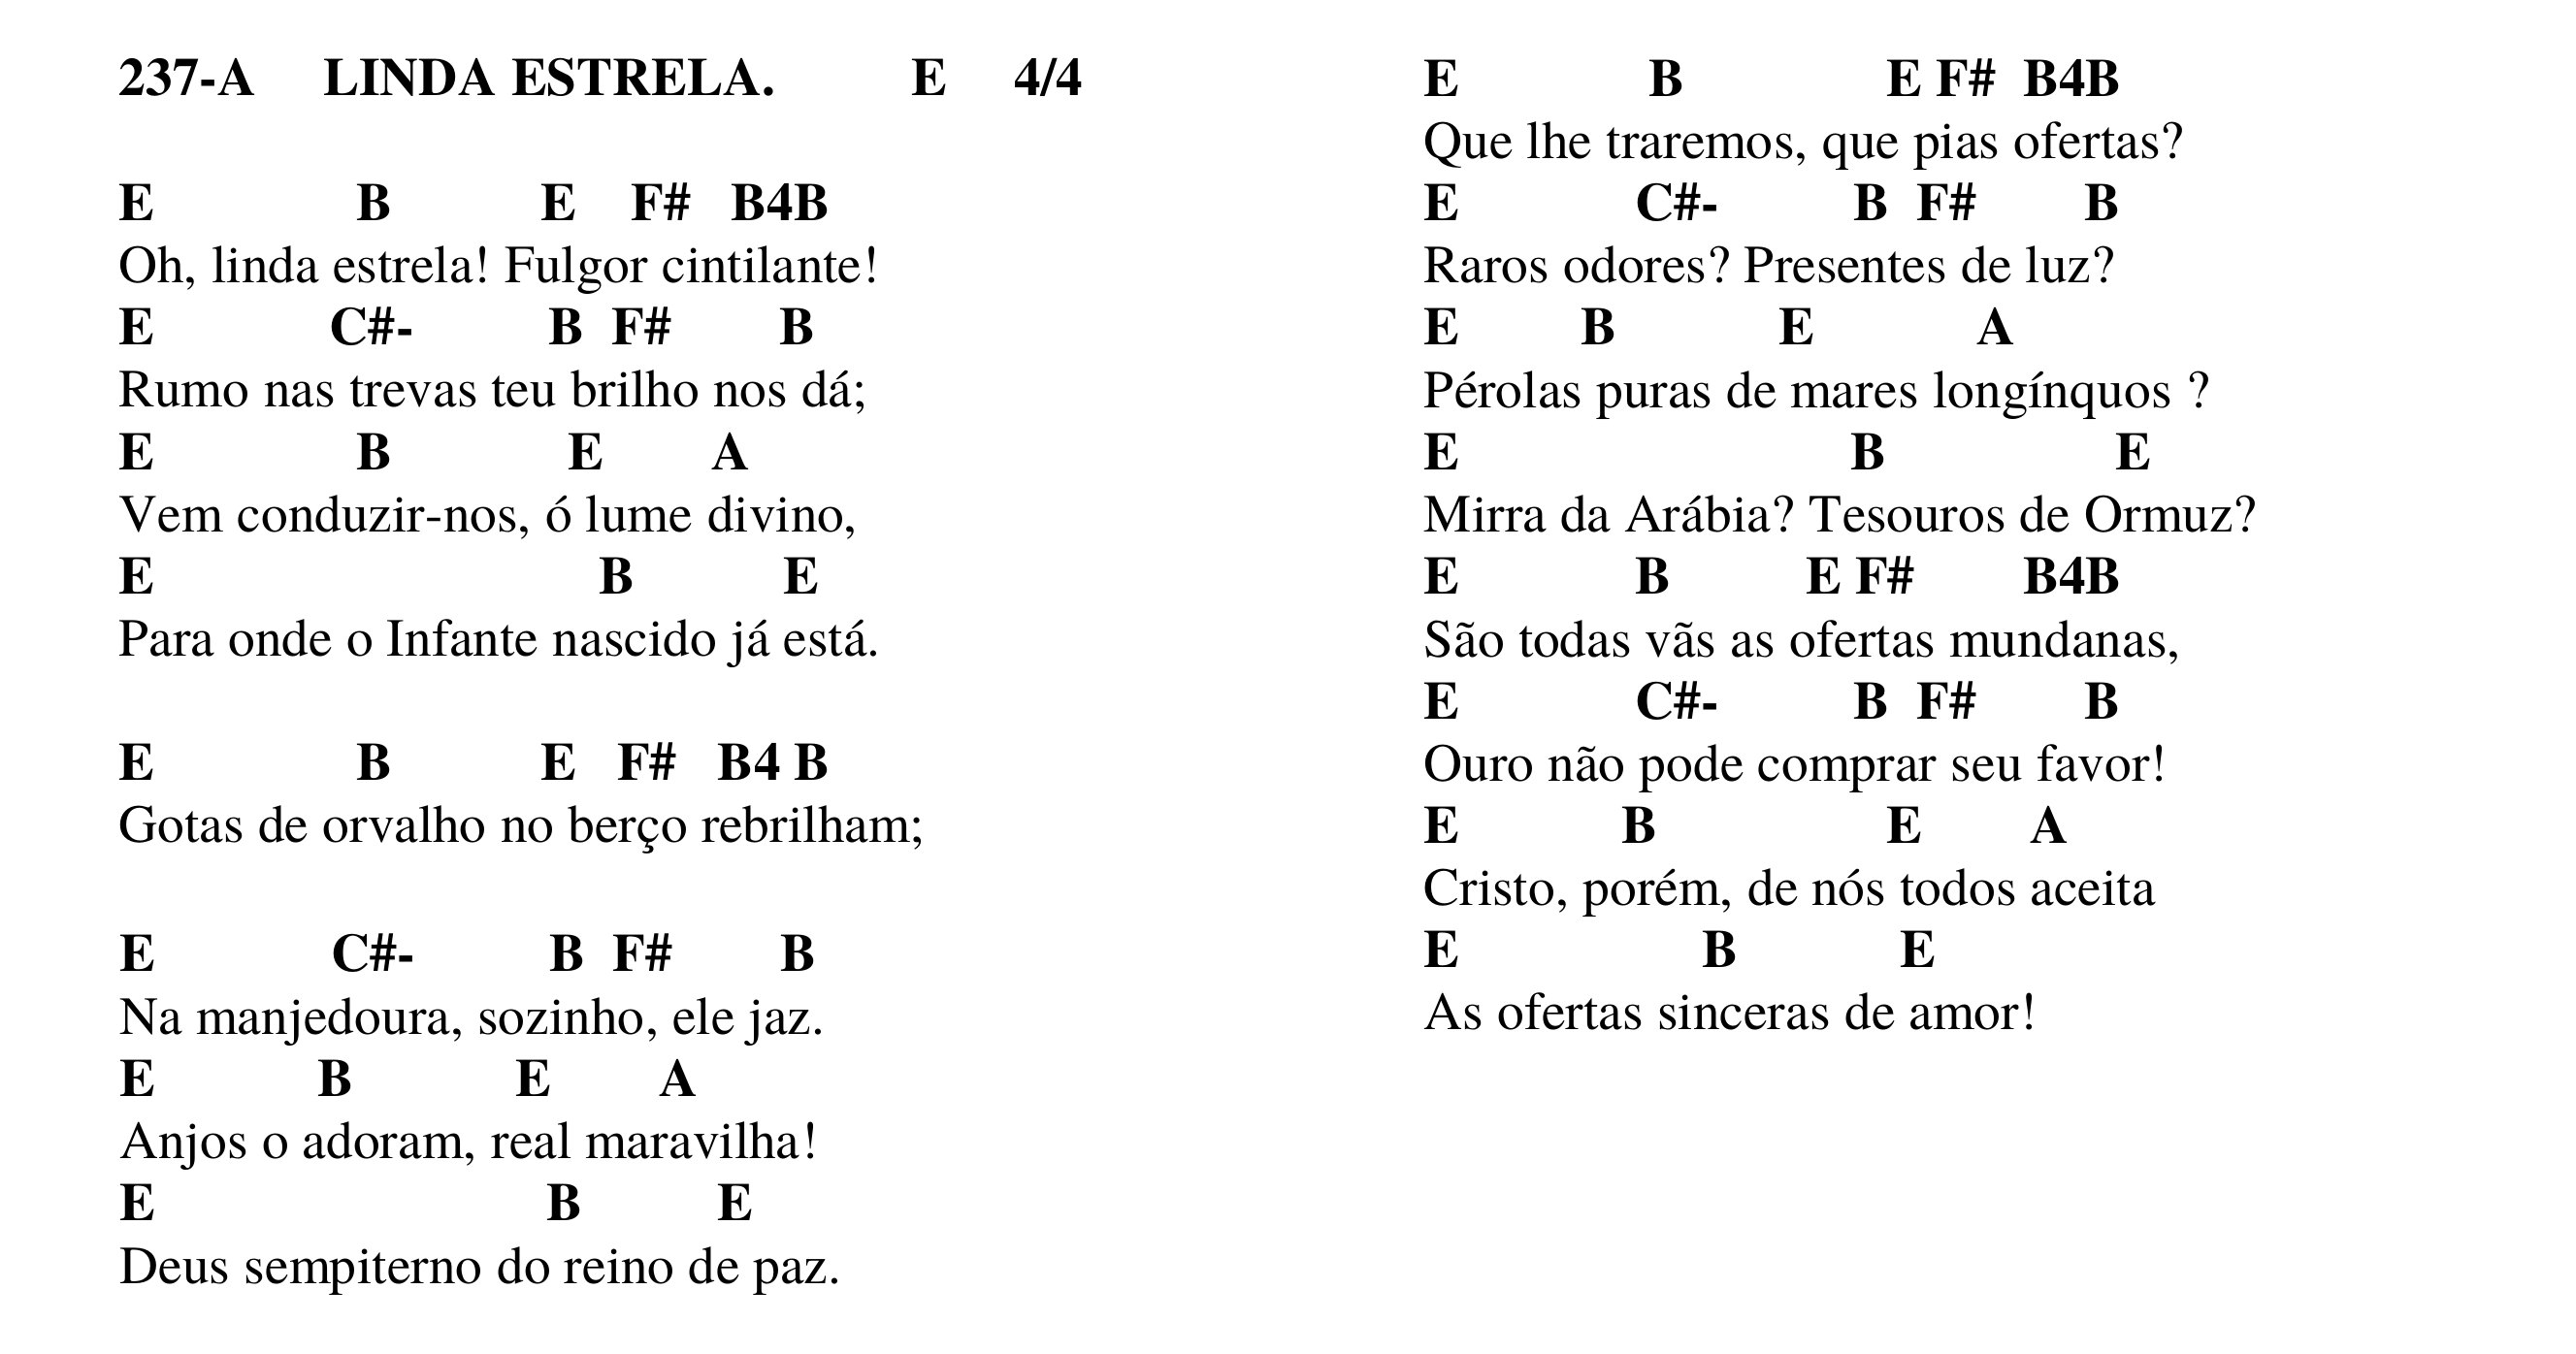 237-A LINDA ESTRELA. E 4/4
E B E F# B4B
Oh, linda estrela! Fulgor cintilante!
E C#- B F# B
Rumo nas trevas teu brilho nos dá;
E B E A
Vem conduzir-nos, ó lume divino,
E B E
Para onde o Infante nascido já está.
E B E F# B4 B
Gotas de orvalho no berço rebrilham;
E C#- B F# B
Na manjedoura, sozinho, ele jaz.
E B E A
Anjos o adoram, real maravilha!
E B E
Deus sempiterno do reino de paz.
E B E F# B4B
Que lhe traremos, que pias ofertas?
E C#- B F# B
Raros odores? Presentes de luz?
E B E A
Pérolas puras de mares longínquos ?
E B E
Mirra da Arábia? Tesouros de Ormuz?
E B E F# B4B
São todas vãs as ofertas mundanas,
E C#- B F# B
Ouro não pode comprar seu favor!
E B E A
Cristo, porém, de nós todos aceita
E B E
As ofertas sinceras de amor!